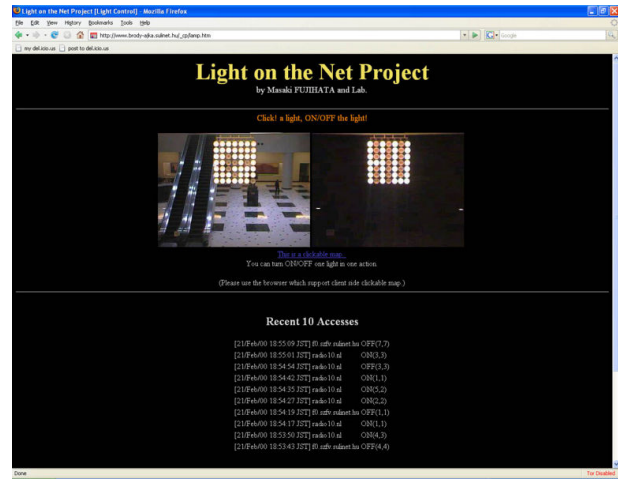 Light on the Net Project [Light Control] - Mozilla Firefox
File Edit View History Bookmarks Tools Help
http://www.brody-ajka.sulinet.hu/_cp/lamp.htm
Google
my del.icio.us post to del.icio.us
Light on the Net Project
by Masaki FUJIHATA and Lab.
Click! a light, ON/OFF the light!
This is a clickable map.
You can turn ON/OFF one light in one action.
(Please use the browser which support client side clickable map.)
Recent 10 Accesses
[21/Feb/00 18:55:09 JST] f0.szfv.sulinet.hu OFF(7,7)
[21/Feb/00 18:55:01 JST] radio10.nl ON(3,3)
[21/Feb/00 18:54:54 JST] radio10.nl OFF(3,3)
[21/Feb/00 18:54:42 JST] radio10.nl ON(1,1)
[21/Feb/00 18:54:35 JST] radio10.nl ON(5,2)
[21/Feb/00 18:54:27 JST] radio10.nl ON(2,2)
[21/Feb/00 18:54:19 JST] f0.szfv.sulinet.hu OFF(1,1)
[21/Feb/00 18:54:17 JST] radio10.nl ON(1,1)
[21/Feb/00 18:53:50 JST] radio10.nl ON(4,3)
[21/Feb/00 18:53:43 JST] f0.szfv.sulinet.hu OFF(4,4)
Done
Tor Disabled